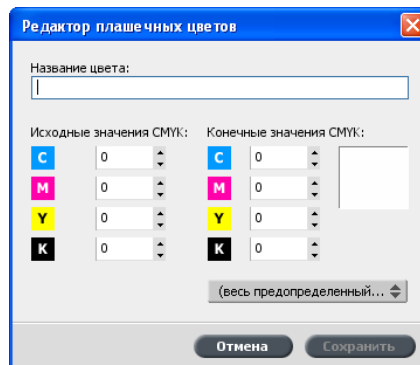 Редактор плашечных цветов
Название цвета:
Исходные значения CMYK: Конечные значения CMYK:
C 0 C 0
M 0 M 0
Y 0 Y 0
K 0 K 0
(весь предопределенный...
Отмена Сохранить